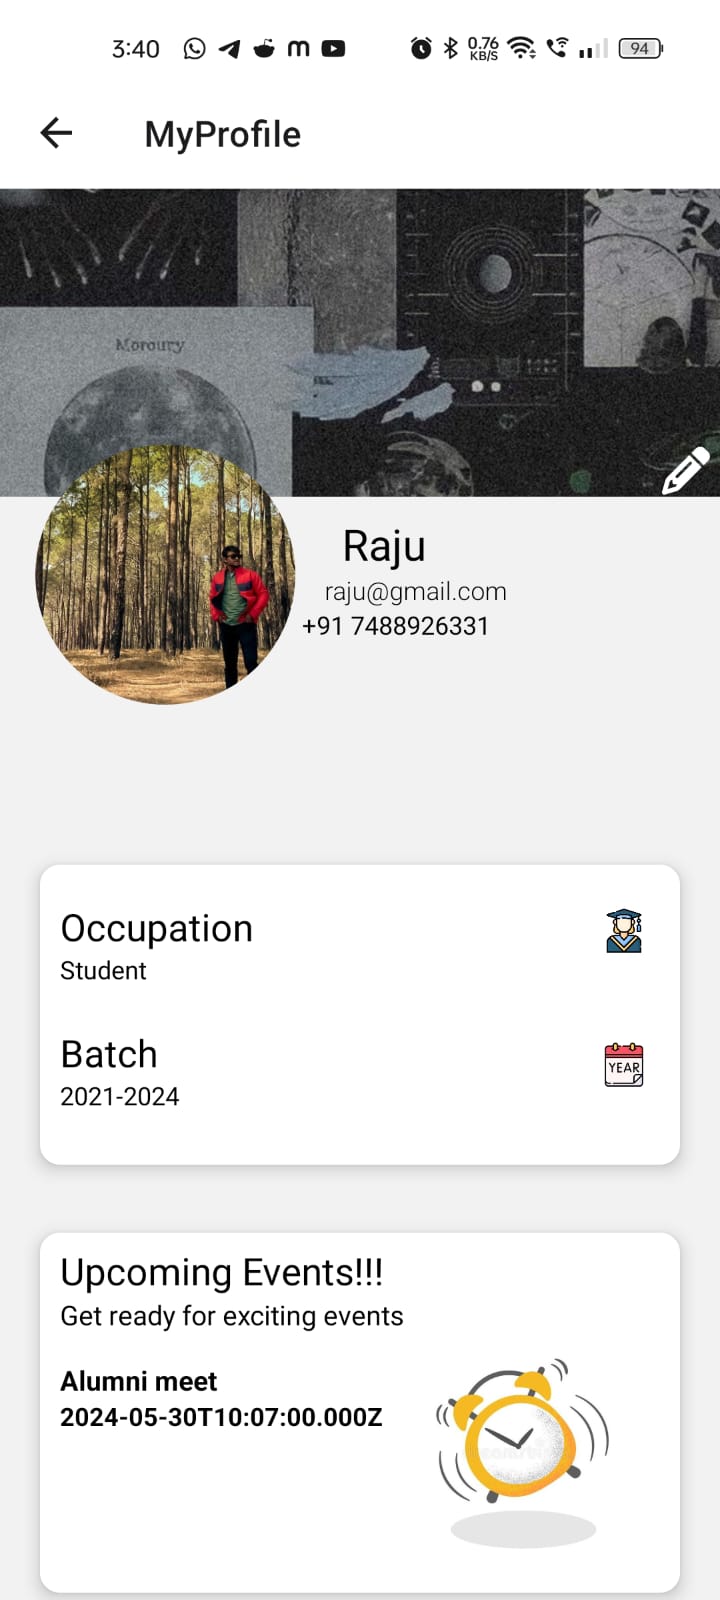 3:40 m 0.76 KB/S 94
MyProfile
Moroury
Raju
raju@gmail.com
+91 7488926331
Occupation
Student
Batch
YEAR
2021-2024
Upcoming Events!!!
Get ready for exciting events
Alumni meet
2024-05-30T10:07:00.000Z